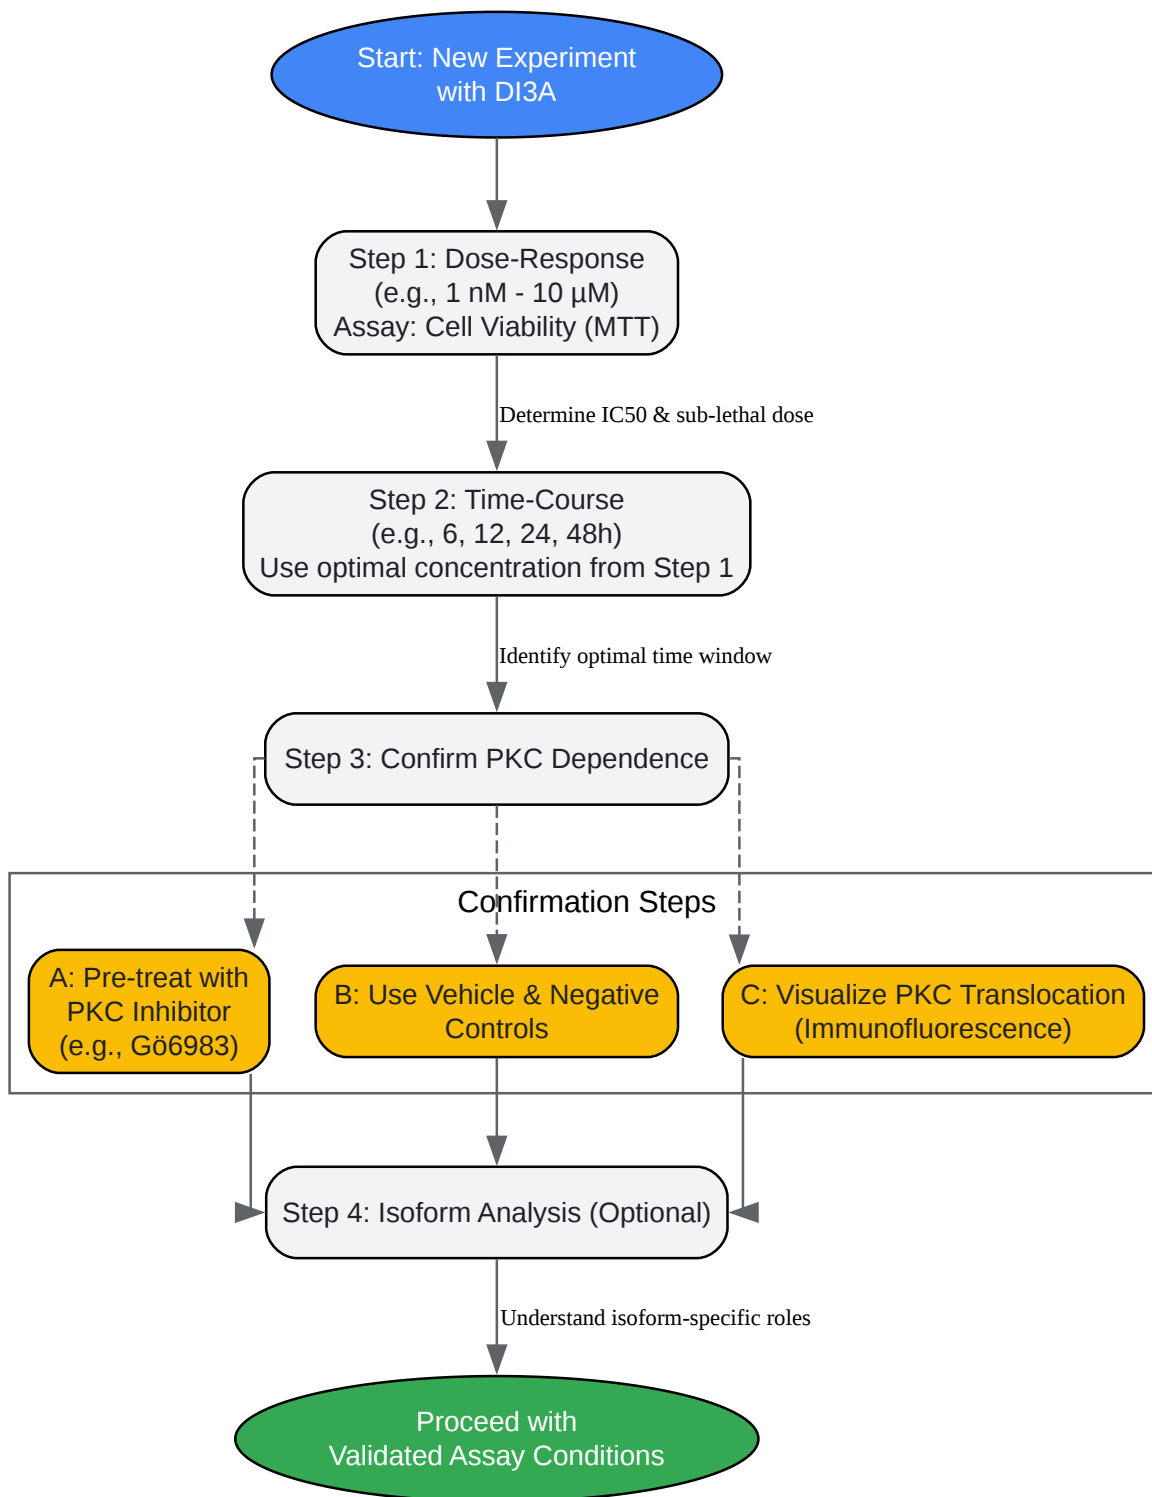 Start: New Experiment
with DI3A
Step 1: Dose-Response
(e.g., 1 nM - 10 µM)
Assay: Cell Viability (MTT)
Determine IC50 & sub-lethal dose
Step 2: Time-Course
(e.g., 6, 12, 24, 48h)
Use optimal concentration from Step 1
Identify optimal time window
Step 3: Confirm PKC Dependence
Confirmation Steps
A: Pre-treat with
PKC Inhibitor
(e.g., Gö6983)
B: Use Vehicle & Negative
Controls
C: Visualize PKC Translocation
(Immunofluorescence)
Step 4: Isoform Analysis (Optional)
Understand isoform-specific roles
Proceed with
Validated Assay Conditions